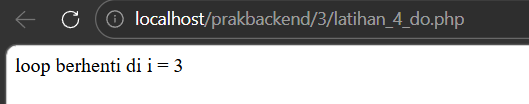 localhost/prakbackend/3/latihan_4_do.php
loop berhenti di i = 3